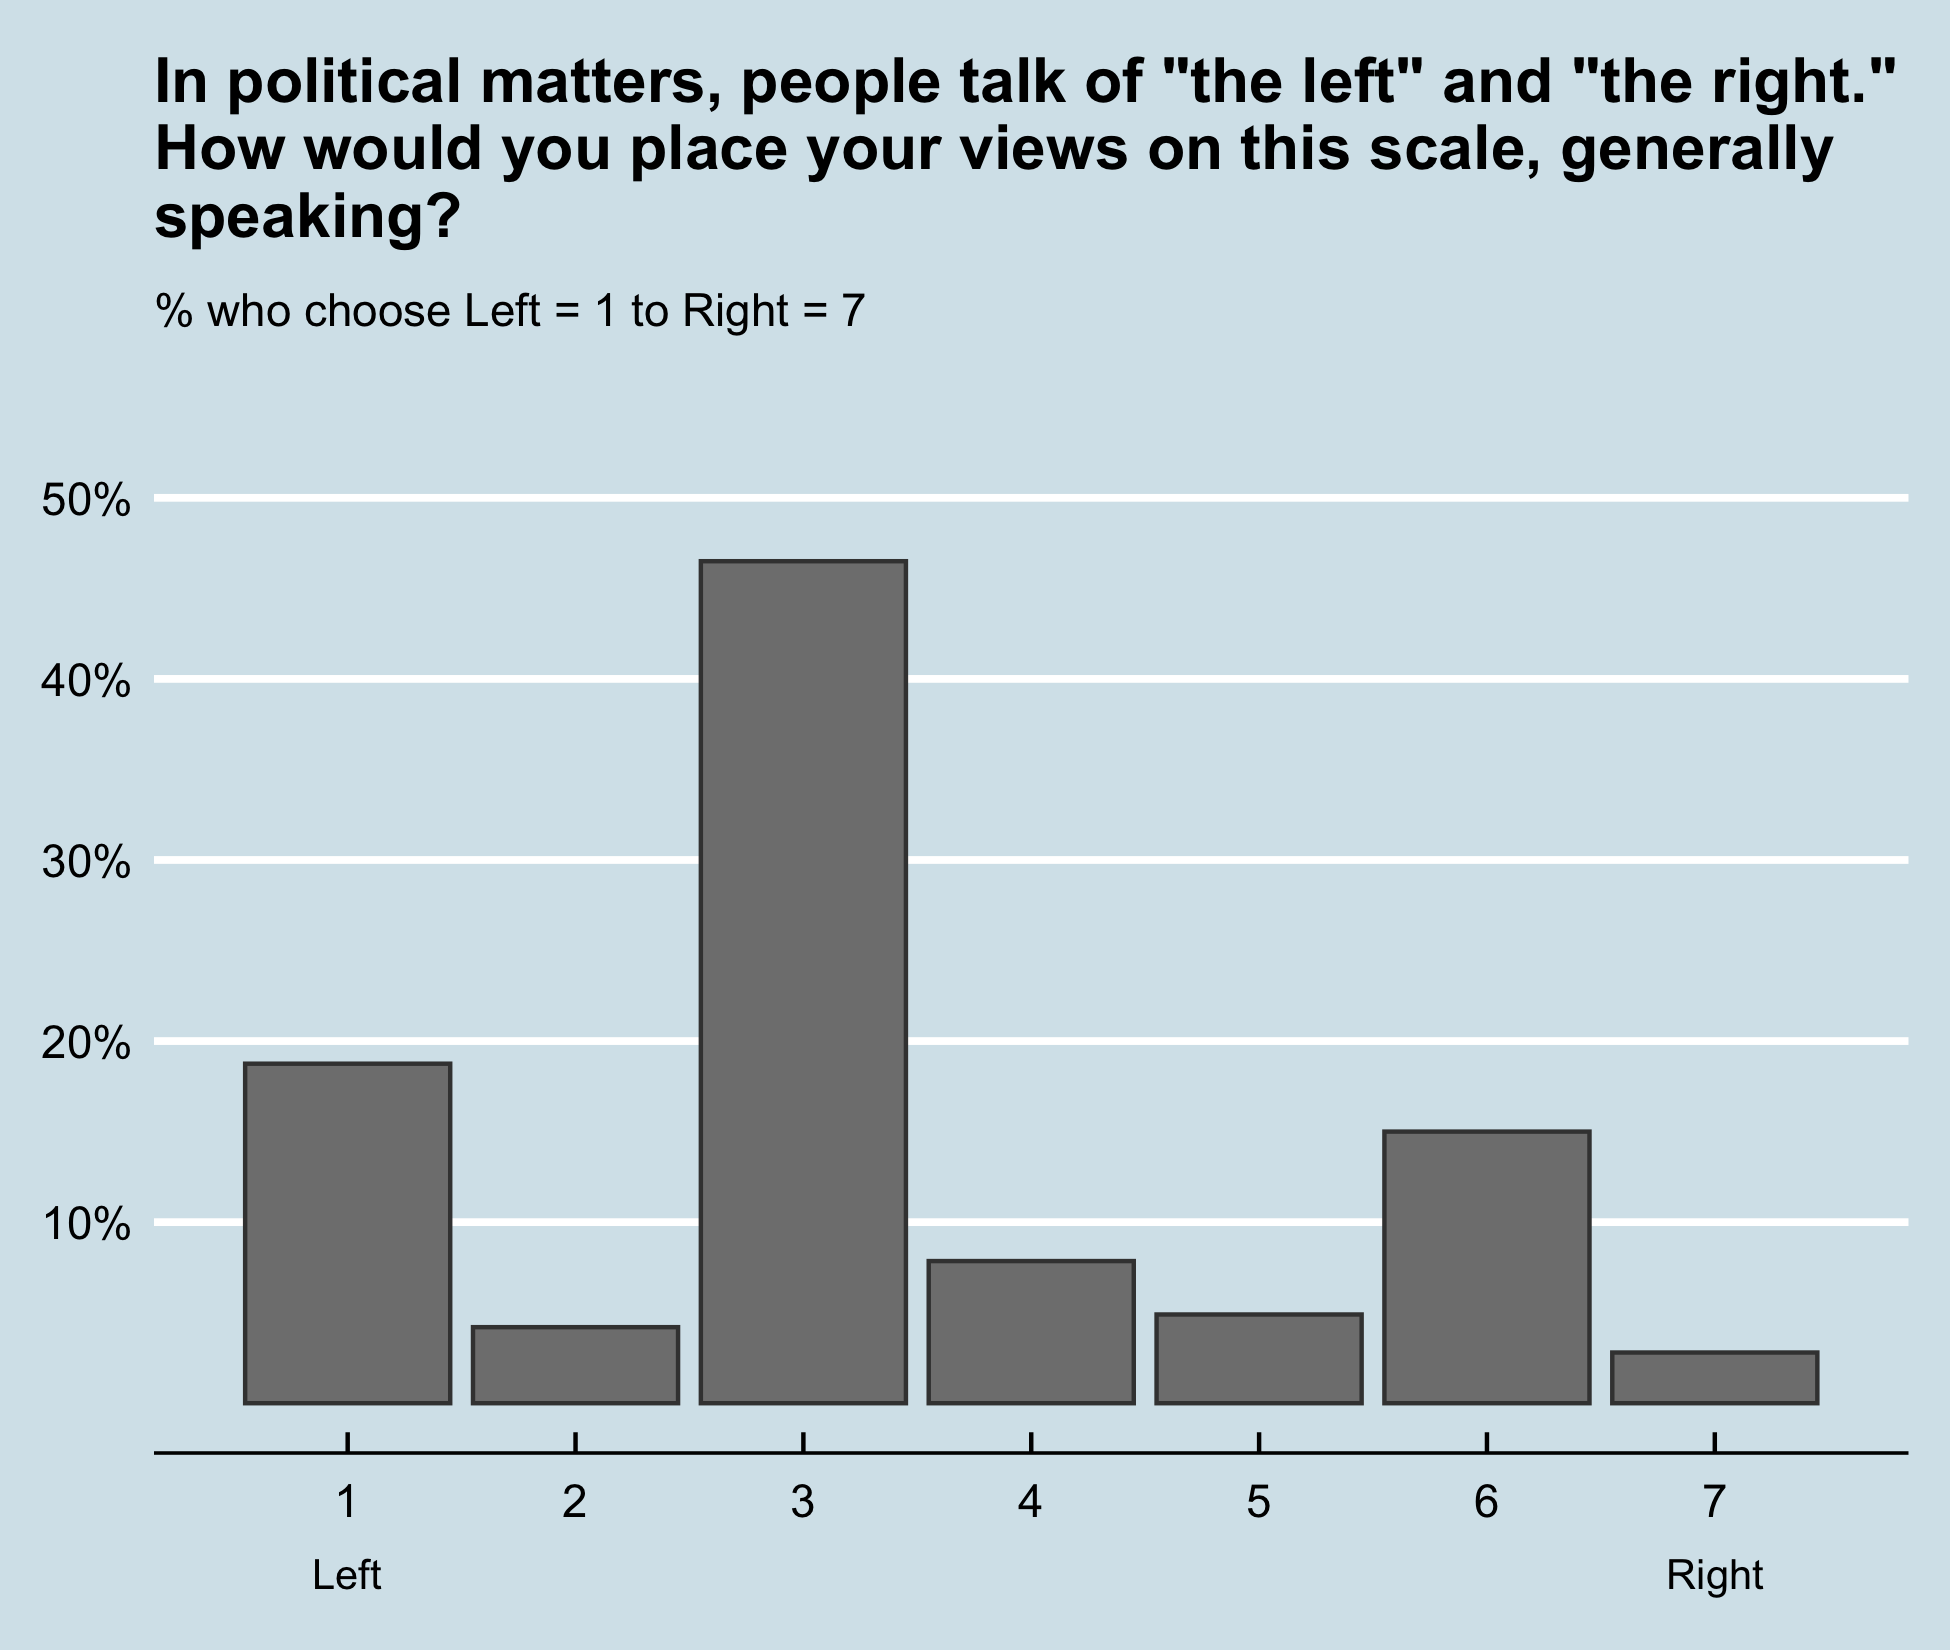 In political matters, people talk of "the left" and "the right."
How would you place your views on this scale, generally
speaking?
% who choose Left = 1 to Right = 7
50%
40%
30%
20%
10%
1 2 3 4 5 6 7
Left Right